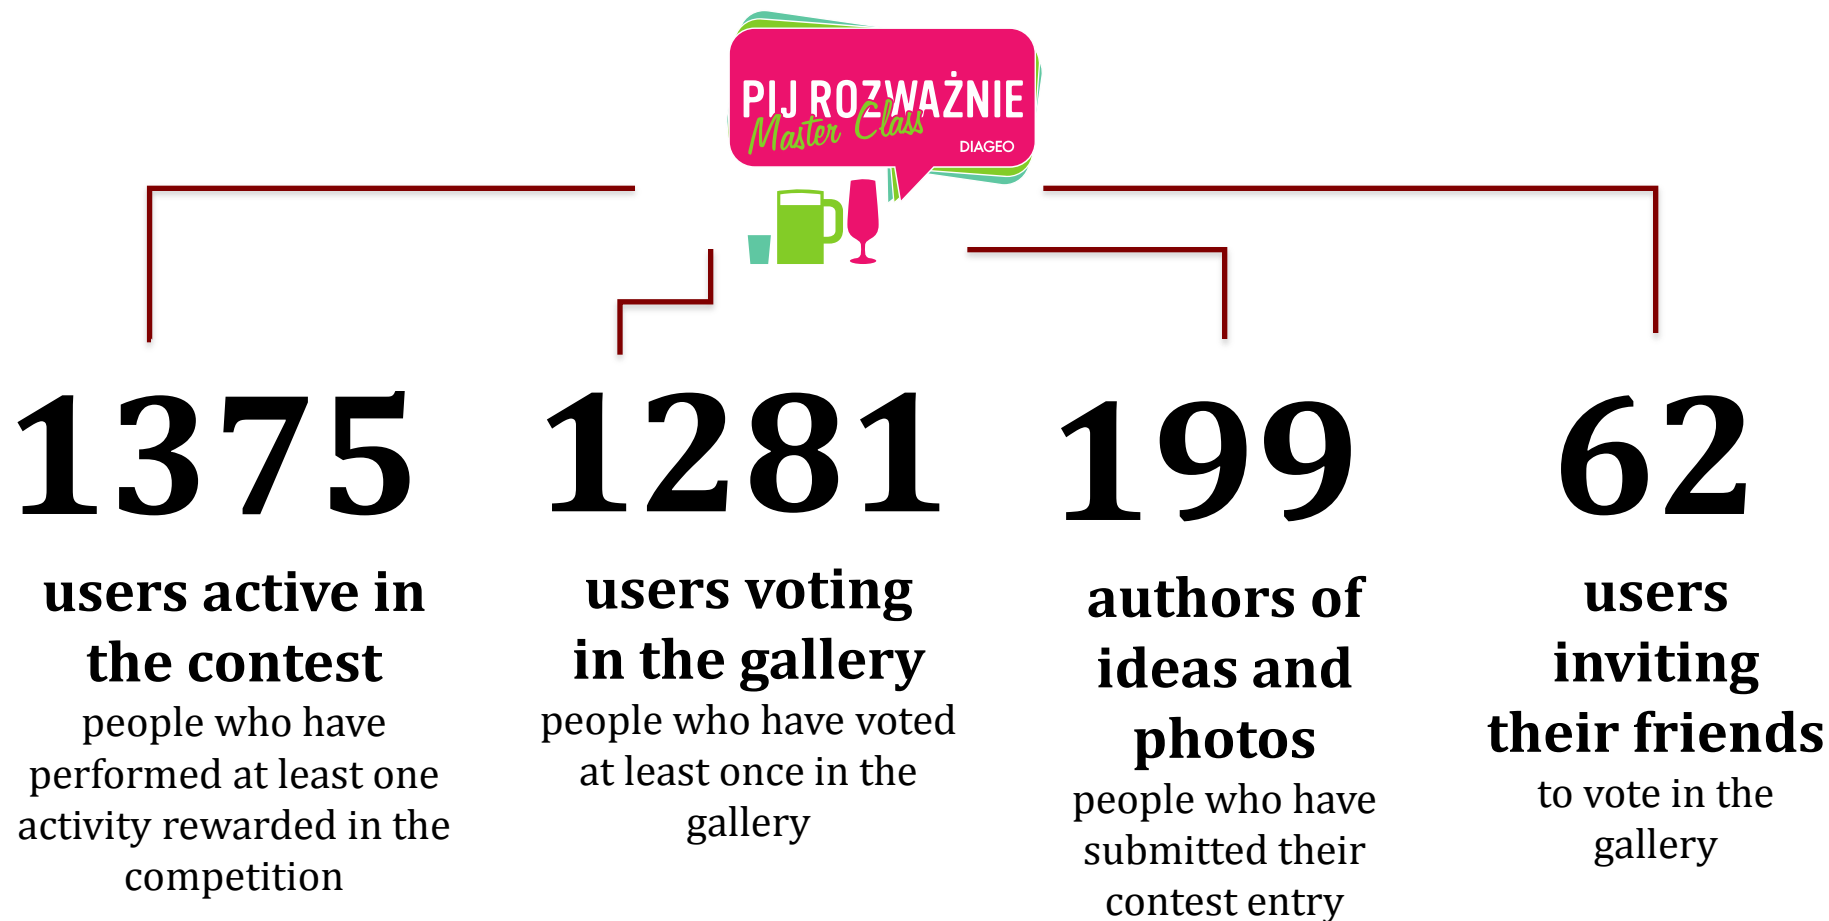 PIJ ROZWAŻNIE
Master Class
DIAGEO
1375
users active in
the contest
people who have
performed at least one
activity rewarded in the
competition
1281
users voting
in the gallery
people who have voted
at least once in the
gallery
199
authors of
ideas and
photos
people who have
submitted their
contest entry
62
users
inviting
their friends
to vote in the
gallery